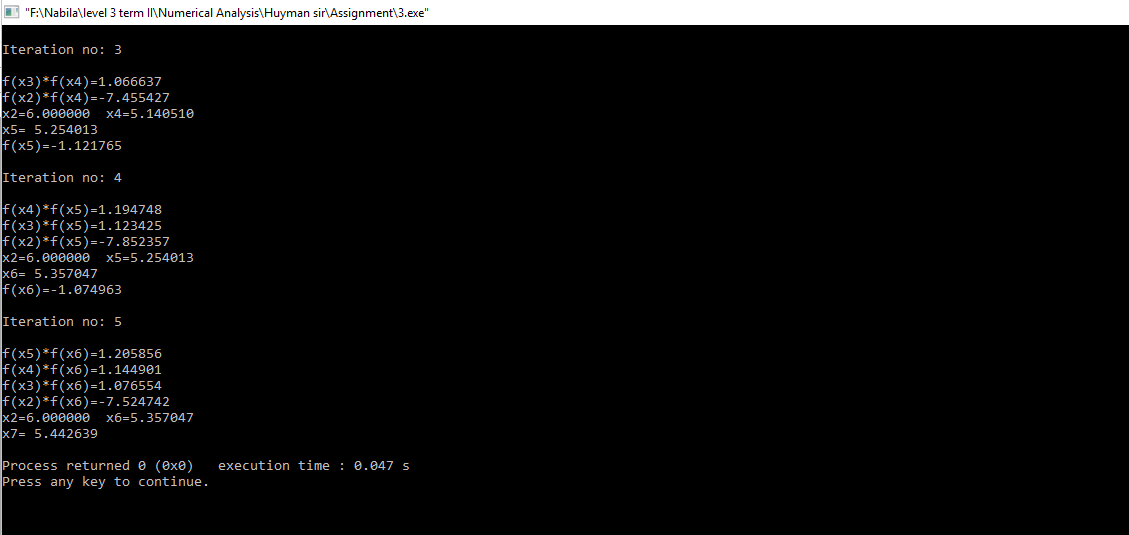 "F:\Nabila\level 3 term II\Numerical Analysis\Huyman sir\Assignment\3.exe"
Iteration no: 3
f(x3)*f(x4)=1.066637
f(x2)*f(x4)=-7.455427
x2=6.000000  x4=5.140510
x5= 5.254013
f(x5)=-1.121765
Iteration no: 4
f(x4)*f(x5)=1.194748
f(x3)*f(x5)=1.123425
f(x2)*f(x5)=-7.852357
x2=6.000000  x5=5.254013
x6= 5.357047
f(x6)=-1.074963
Iteration no: 5
f(x5)*f(x6)=1.205856
f(x4)*f(x6)=1.144901
f(x3)*f(x6)=1.076554
f(x2)*f(x6)=-7.524742
x2=6.000000  x6=5.357047
x7= 5.442639
Process returned 0 (0x0)   execution time : 0.047 s
Press any key to continue.